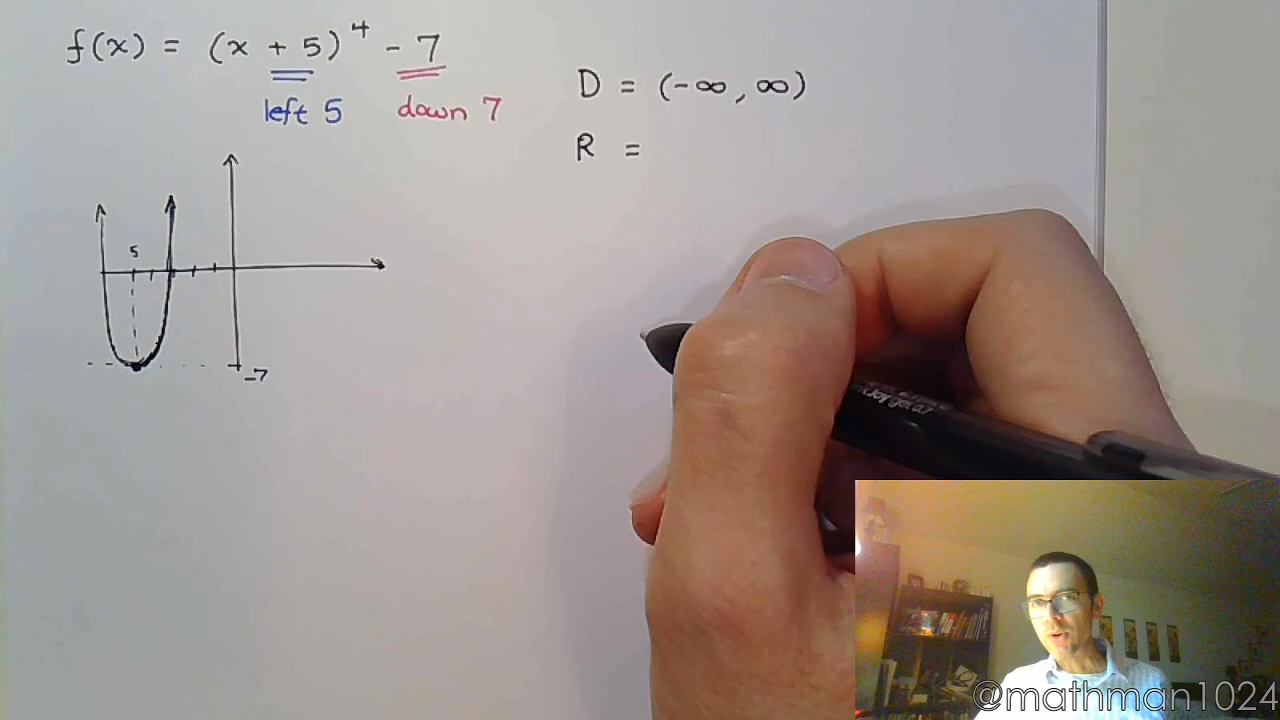 f(x) = (x + 5)^4 - 7
left 5 down 7
D = (-∞, ∞)
R =
5
-7
@mathman1024